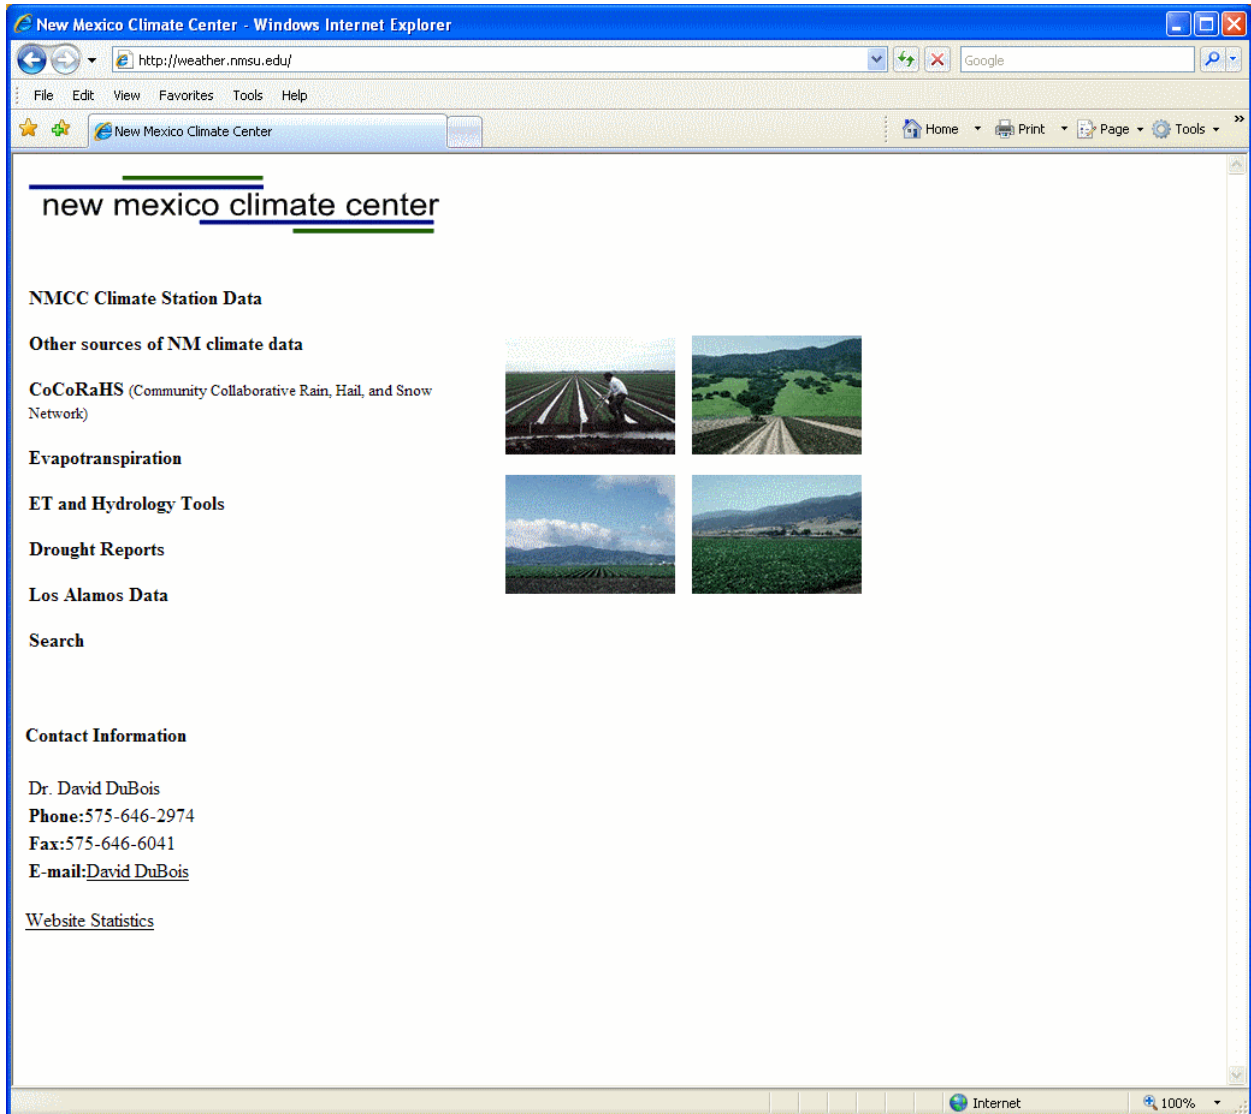 New Mexico Climate Center - Windows Internet Explorer
http://weather.nmsu.edu/
Google
File Edit View Favorites Tools Help
New Mexico Climate Center
Home Print Page Tools »
new mexico climate center
NMCC Climate Station Data
Other sources of NM climate data
CoCoRaHS (Community Collaborative Rain, Hail, and Snow
Network)
Evapotranspiration
ET and Hydrology Tools
Drought Reports
Los Alamos Data
Search
Contact Information
Dr. David DuBois
Phone:575-646-2974
Fax:575-646-6041
E-mail:David DuBois
Website Statistics
Internet 100%